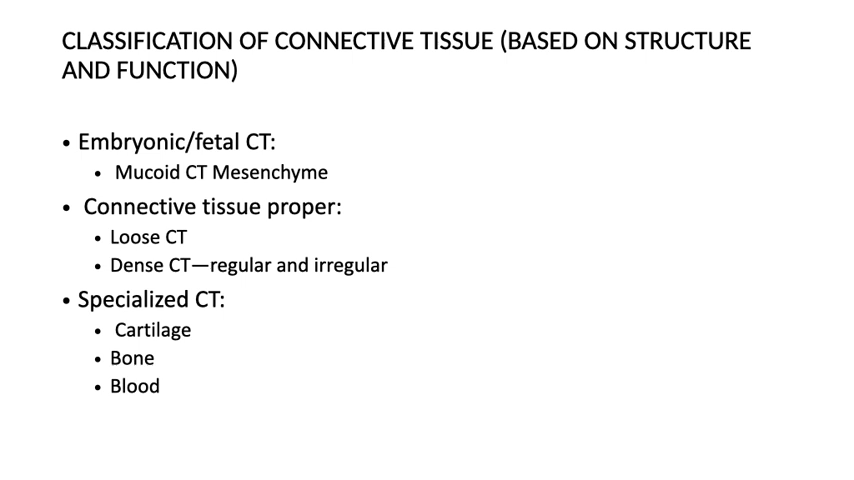 CLASSIFICATION OF CONNECTIVE TISSUE (BASED ON STRUCTURE
AND FUNCTION)
• Embryonic/fetal CT:
• Mucoid CT Mesenchyme
• Connective tissue proper:
• Loose CT
• Dense CT—regular and irregular
• Specialized CT:
• Cartilage
• Bone
• Blood